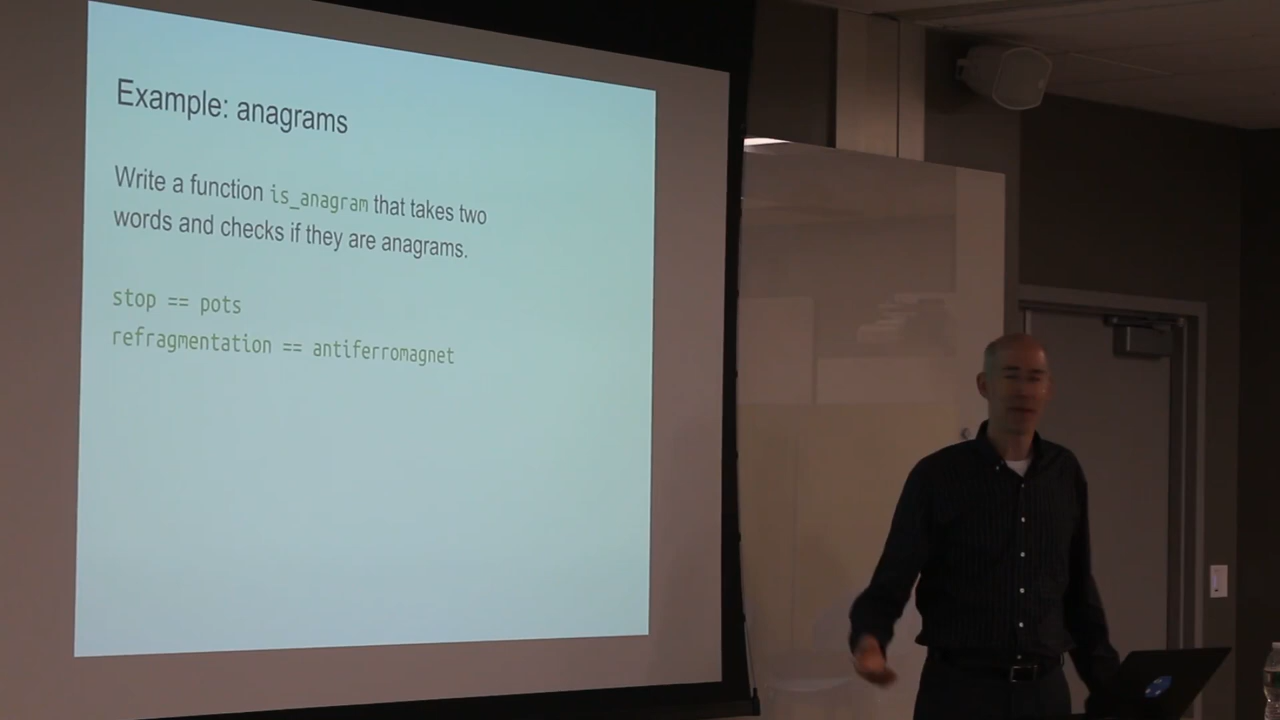 Example: anagrams
Write a function is_anagram that takes two
words and checks if they are anagrams.
stop == pots
refragmentation == antiferromagnet